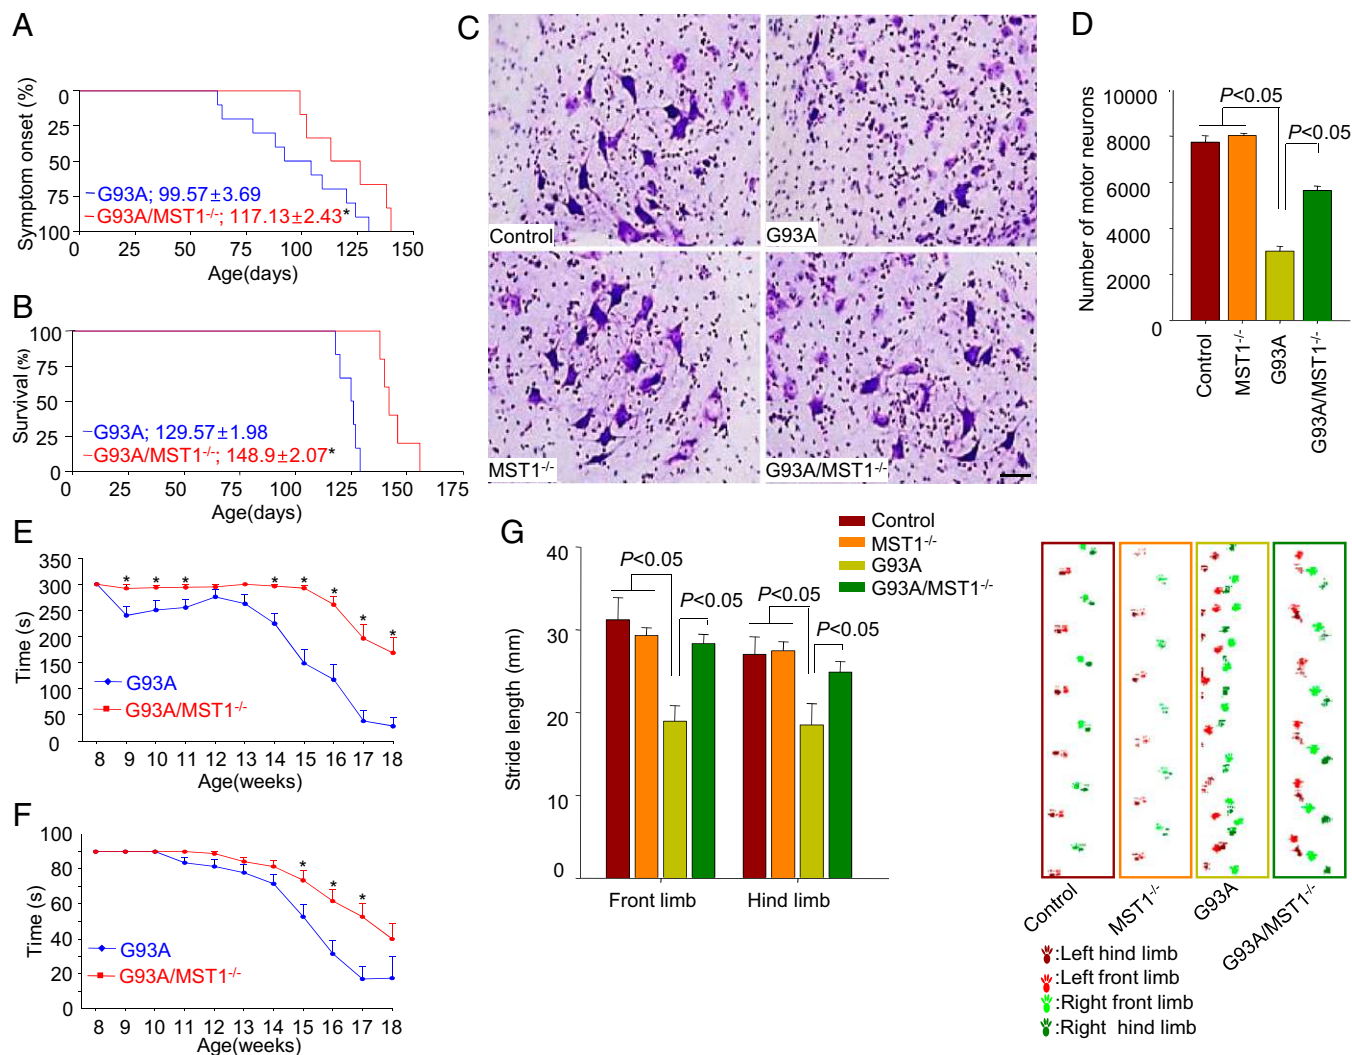 A
Symptom onset (%)
0
25
50
75
100
G93A; 99.57±3.69
G93A/MST1-/-; 117.13±2.43*
0 25 50 75 100 125 150
Age(days)
B
Survival (%)
100
75
50
25
0
G93A; 129.57±1.98
G93A/MST1-/-; 148.9±2.07*
0 25 50 75 100 125 150 175
Age(days)
C
Control
G93A
MST1-/-
G93A/MST1-/-
D
Number of motor neurons
10000
8000
6000
4000
2000
0
P<0.05
P<0.05
Control
MST1-/-
G93A
G93A/MST1-/-
E
Time (s)
350
300
250
200
150
100
50
0
* * * * * * * *
G93A
G93A/MST1-/-
8 9 10 11 12 13 14 15 16 17 18
Age(weeks)
F
Time (s)
100
80
60
40
20
0
* * *
G93A
G93A/MST1-/-
8 9 10 11 12 13 14 15 16 17 18
Age(weeks)
G
Control
MST1-/-
G93A
G93A/MST1-/-
Stride length (mm)
40
30
20
10
0
P<0.05
P<0.05
P<0.05
P<0.05
Front limb Hind limb
Control
MST1-/-
G93A
G93A/MST1-/-
:Left hind limb
:Left front limb
:Right front limb
:Right hind limb